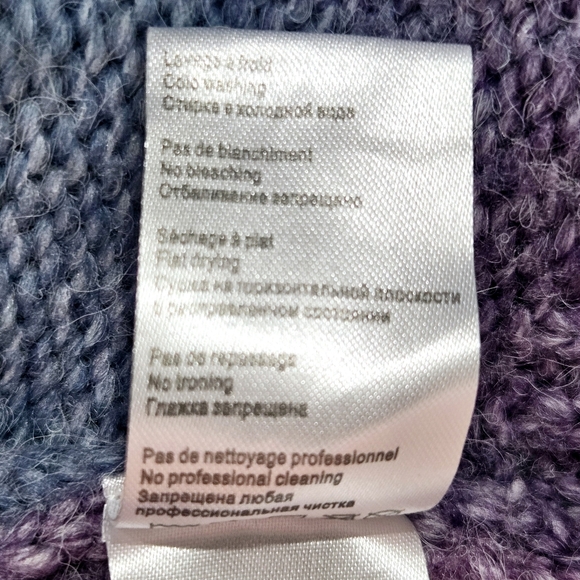 Lavage à froid
Cold washing
Стирка в холодной воде
Pas de blanchiment
No bleaching
Отбеливание запрещено
Séchage à plat
Flat drying
Сушка на горизонтальной плоскости
в расправленном состоянии
Pas de repassage
No ironing
Глажка запрещена
Pas de nettoyage professionnel
No professional cleaning
Запрещена любая
профессиональная чистка